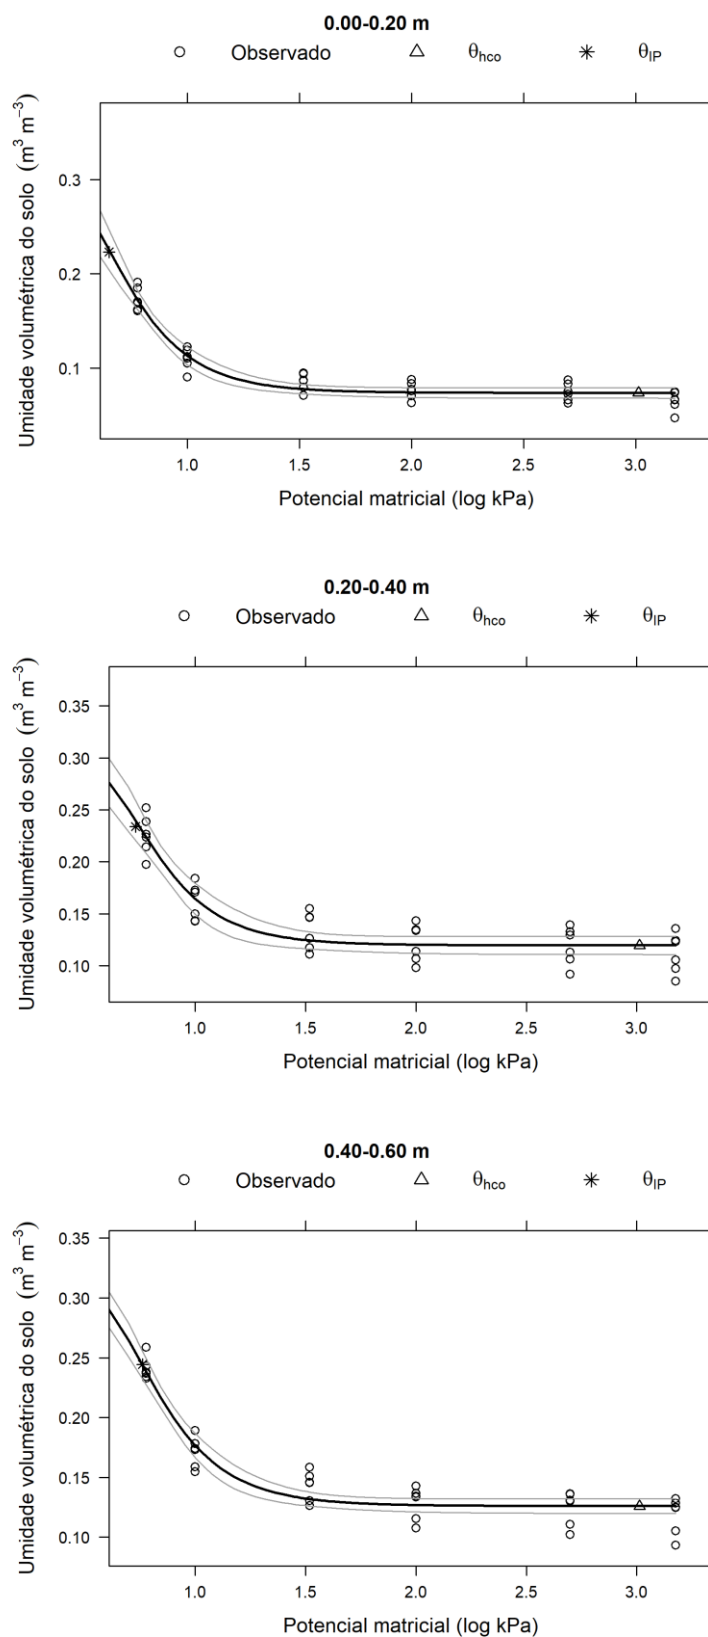 0.00-0.20 m
Observado θhco θIP
Umidade volumétrica do solo (m³ m⁻³)
0.3
0.2
0.1
1.0 1.5 2.0 2.5 3.0
Potencial matricial (log kPa)
0.20-0.40 m
Observado θhco θIP
Umidade volumétrica do solo (m³ m⁻³)
0.35
0.30
0.25
0.20
0.15
0.10
1.0 1.5 2.0 2.5 3.0
Potencial matricial (log kPa)
0.40-0.60 m
Observado θhco θIP
Umidade volumétrica do solo (m³ m⁻³)
0.35
0.30
0.25
0.20
0.15
0.10
1.0 1.5 2.0 2.5 3.0
Potencial matricial (log kPa)